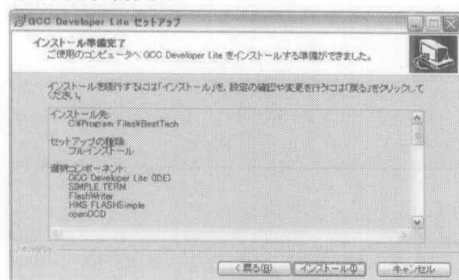 GCC Developer Lite セットアップ
インストール準備完了
ご使用のコンピュータへ GCC Developer Lite をインストールする準備ができました。
インストールを続行するには「インストール」を、設定の確認や変更を行うには「戻る」をクリックして
ください。
インストール先:
C:¥Program Files¥BestTech
セットアップの種類:
フルインストール
選択コンポーネント:
GCC Developer Lite (IDE)
SIMPLE TERM
FlashWriter
HMS FLASHSimple
openOCD
< 戻る(B)
インストール(I)
キャンセル